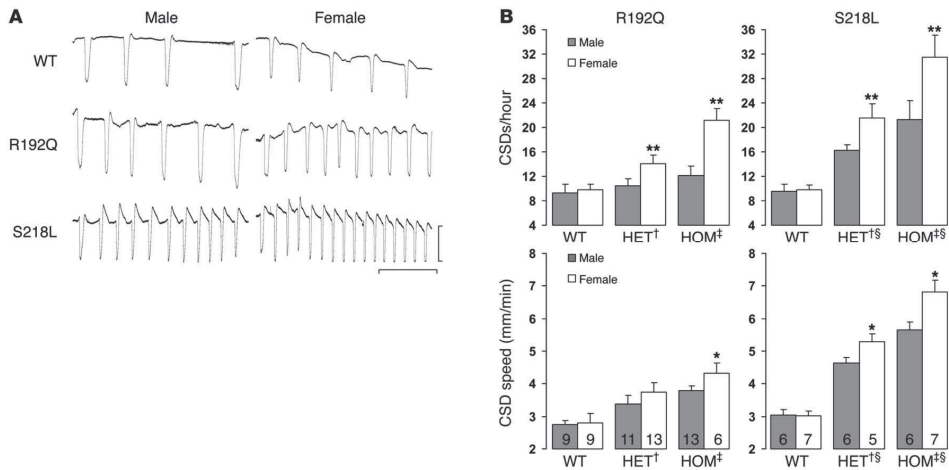 A
Male
Female
WT
R192Q
S218L
B
R192Q
S218L
CSDs/hour
36
32
28
24
20
16
12
8
4
Male
Female
**
**
WT
HET†
HOM‡
36
32
28
24
20
16
12
8
4
**
**
WT
HET†§
HOM‡§
CSD speed (mm/min)
8
7
6
5
4
3
2
Male
Female
*
9 9 11 13 13 6
WT
HET†
HOM‡
8
7
6
5
4
3
2
*
*
6 7 6 5 6 7
WT
HET†§
HOM‡§